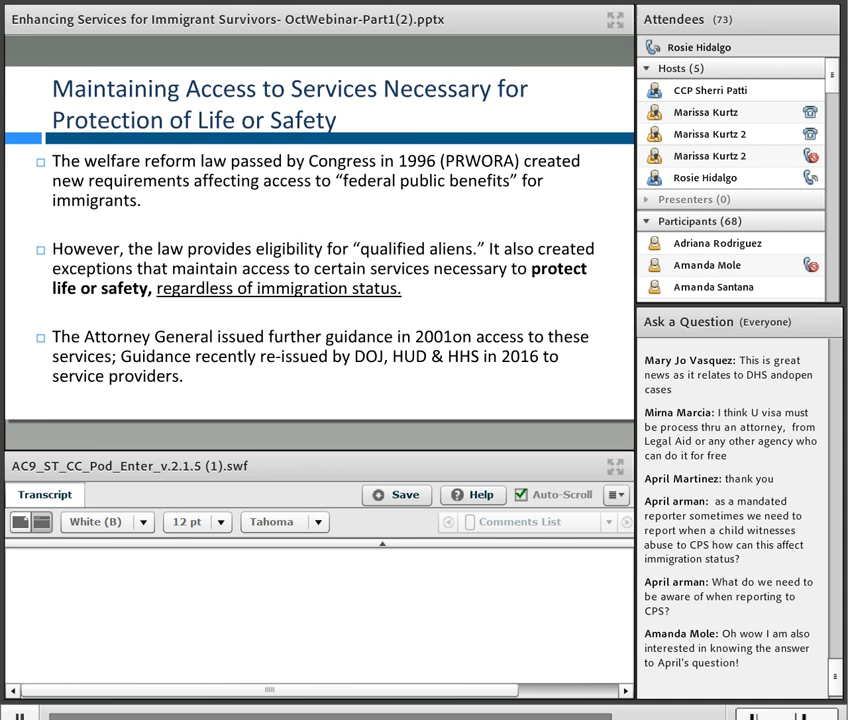 Enhancing Services for Immigrant Survivors- OctWebinar-Part1(2).pptx
Maintaining Access to Services Necessary for
Protection of Life or Safety
The welfare reform law passed by Congress in 1996 (PRWORA) created
new requirements affecting access to “federal public benefits” for
immigrants.
However, the law provides eligibility for “qualified aliens.” It also created
exceptions that maintain access to certain services necessary to protect
life or safety, regardless of immigration status.
The Attorney General issued further guidance in 2001on access to these
services; Guidance recently re-issued by DOJ, HUD & HHS in 2016 to
service providers.
AC9_ST_CC_Pod_Enter_v.2.1.5 (1).swf
Transcript
Save
Help
Auto-Scroll
White (B)
12 pt
Tahoma
Comments List
Attendees (73)
Rosie Hidalgo
Hosts (5)
CCP Sherri Patti
Marissa Kurtz
Marissa Kurtz 2
Marissa Kurtz 2
Rosie Hidalgo
Presenters (0)
Participants (68)
Adriana Rodriguez
Amanda Mole
Amanda Santana
Ask a Question (Everyone)
Mary Jo Vasquez: This is great
news as it relates to DHS andopen
cases
Mirna Marcia: I think U visa must
be process thru an attorney, from
Legal Aid or any other agency who
can do it for free
April Martinez: thank you
April arman: as a mandated
reporter sometimes we need to
report when a child witnesses
abuse to CPS how can this affect
immigration status?
April arman: What do we need to
be aware of when reporting to
CPS?
Amanda Mole: Oh wow I am also
interested in knowing the answer
to April's question!